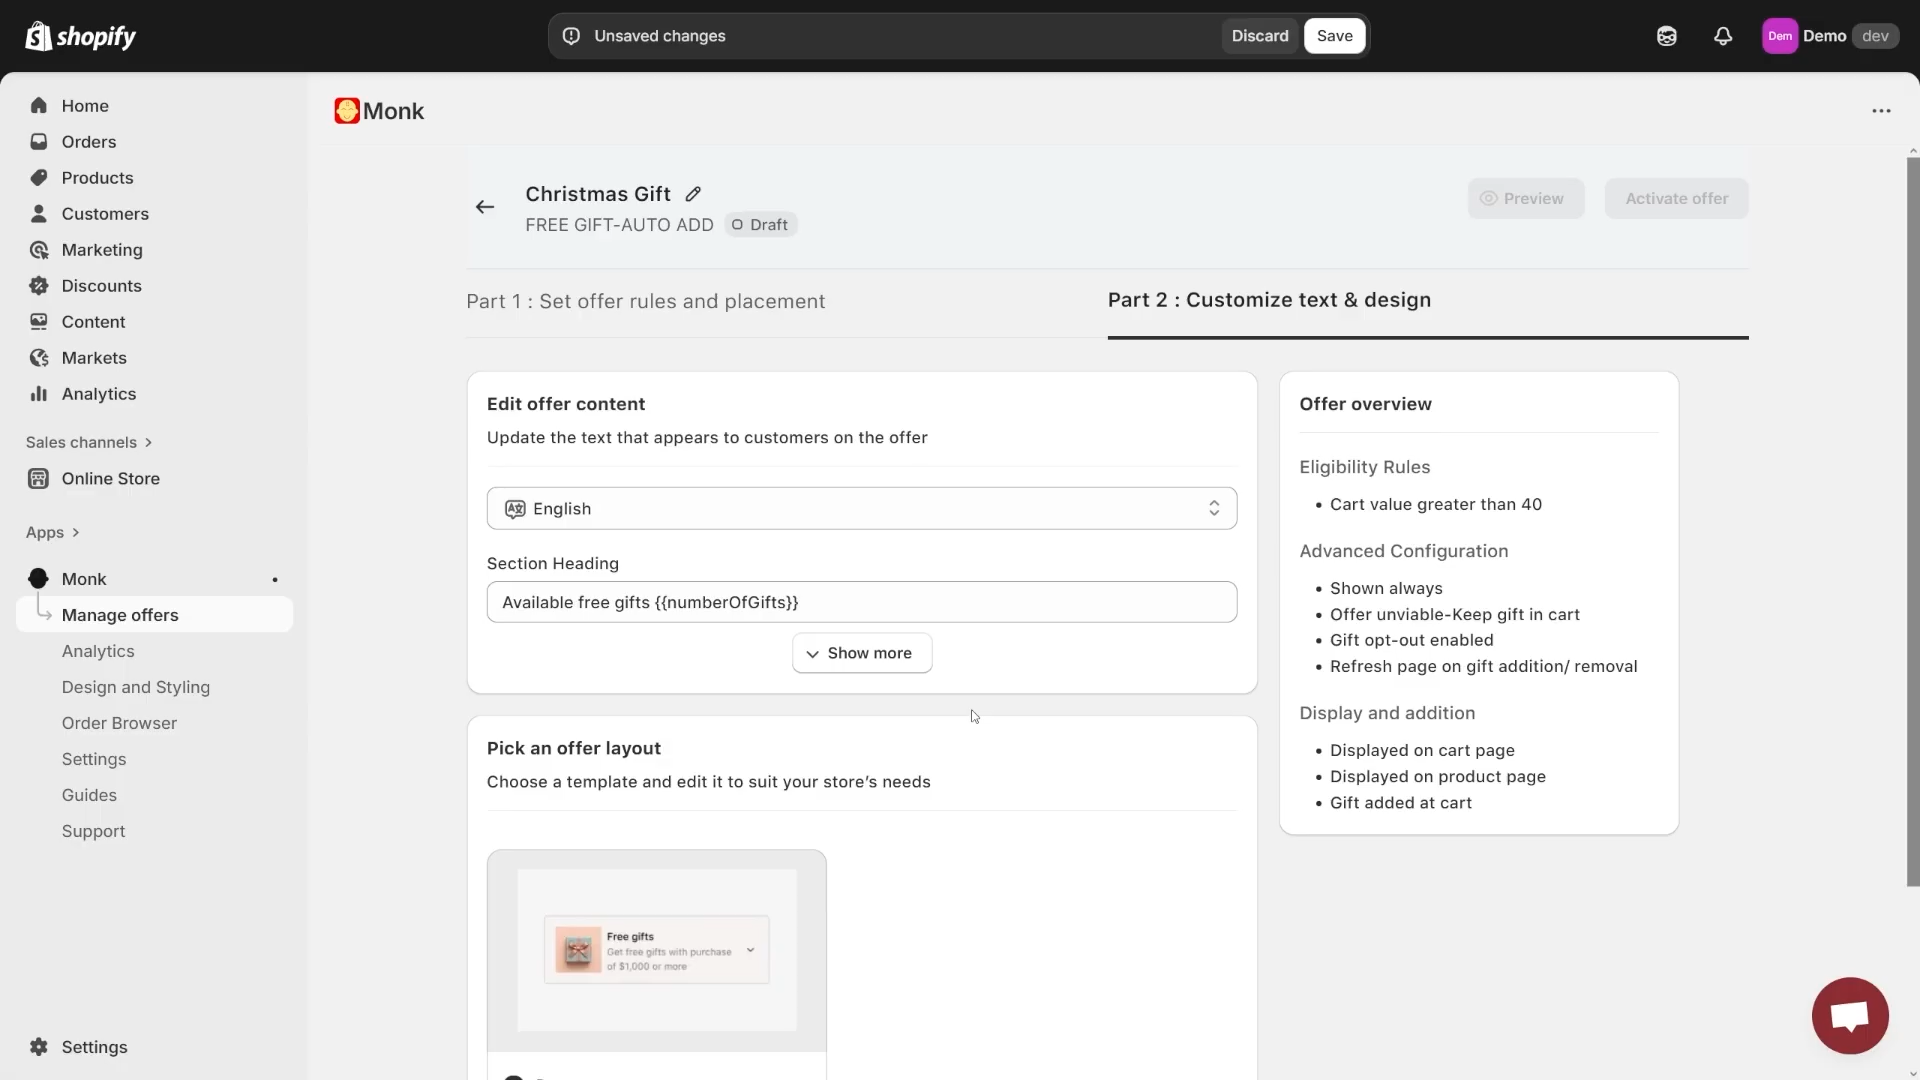 shopify
Unsaved changes
Discard
Save
Dem
Demo
dev
Home
Orders
Products
Customers
Marketing
Discounts
Content
Markets
Analytics
Sales channels
Online Store
Apps
Monk
Manage offers
Analytics
Design and Styling
Order Browser
Settings
Guides
Support
Settings
Monk
Christmas Gift
FREE GIFT-AUTO ADD
Draft
Preview
Activate offer
Part 1 : Set offer rules and placement
Part 2 : Customize text & design
Edit offer content
Update the text that appears to customers on the offer
English
Section Heading
Available free gifts {{numberOfGifts}}
Show more
Pick an offer layout
Choose a template and edit it to suit your store’s needs
Free gifts
Get free gifts with purchase
of $1,000 or more
Offer overview
Eligibility Rules
• Cart value greater than 40
Advanced Configuration
• Shown always
• Offer unviable-Keep gift in cart
• Gift opt-out enabled
• Refresh page on gift addition/ removal
Display and addition
• Displayed on cart page
• Displayed on product page
• Gift added at cart